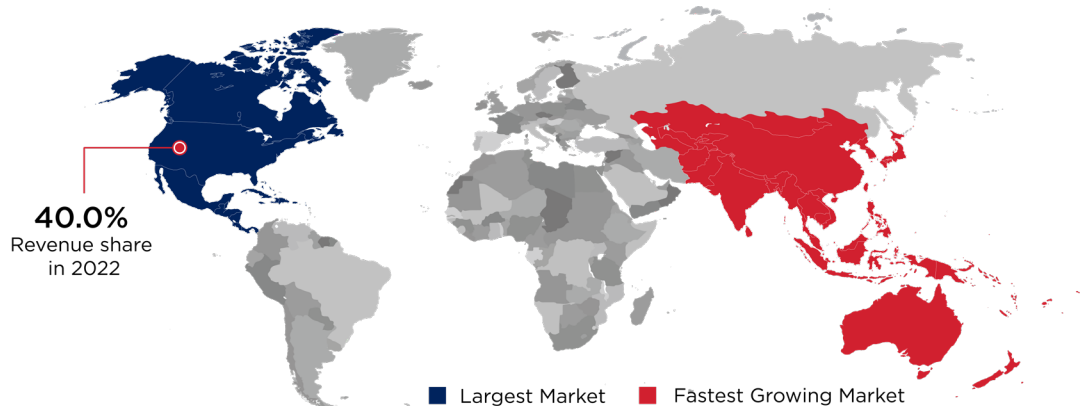 40.0%
Revenue share
in 2022
Largest Market
Fastest Growing Market